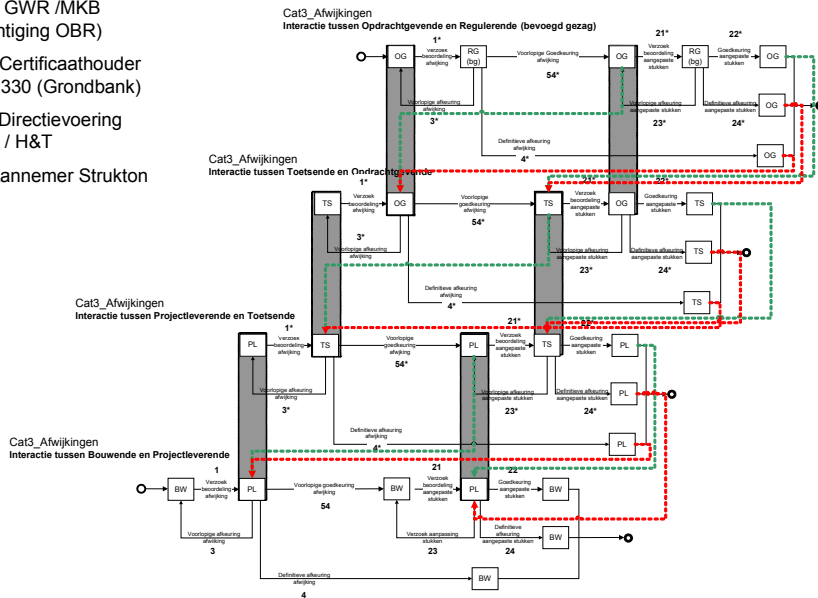 GWR /MKB
ntiging OBR)
Certificaathouder
330 (Grondbank)
Directievoering
/ H&T
annemer Strukton
Cat3_Afwijkingen
Interactie tussen Opdrachtgevende en Regulerende (bevoegd gezag)
1*
21*
22*
OG
Verzoek
beoordeling
afwijking
RG
(bg)
Voorlopige Goedkeuring
afwijking
54*
OG
Verzoek
beoordeling
aangepaste
stukken
RG
(bg)
Goedkeuring
aangepaste
stukken
OG
Voorlopige afkeuring
afwijking
3*
Voorlopige afkeuring
aangepaste stukken
23*
Definitieve afkeuring
aangepaste stukken
24*
OG
Definitieve afkeuring
afwijking
4*
OG
Cat3_Afwijkingen
Interactie tussen Toetsende en Opdrachtgevende
1*
21*
22*
TS
Verzoek
beoordeling
afwijking
OG
Voorlopige
goedkeuring
afwijking
54*
TS
Verzoek
beoordeling
aangepaste
stukken
OG
Goedkeuring
aangepaste
stukken
TS
3*
Voorlopige afkeuring
afwijking
Voorlopige afkeuring
aangepaste stukken
23*
Definitieve afkeuring
aangepaste stukken
24*
TS
Definitieve afkeuring
afwijking
4*
TS
Cat3_Afwijkingen
Interactie tussen Projectleverende en Toetsende
1*
21*
22*
PL
Verzoek
beoordeling
afwijking
TS
Voorlopige
goedkeuring
afwijking
54*
PL
Verzoek
beoordeling
aangepaste
stukken
TS
Goedkeuring
aangepaste
stukken
PL
Voorlopige afkeuring
afwijking
3*
Voorlopige afkeuring
aangepaste stukken
23*
Definitieve afkeuring
aangepaste stukken
24*
PL
Definitieve afkeuring
afwijking
4*
PL
Cat3_Afwijkingen
Interactie tussen Bouwende en Projectleverende
1
21
22
BW
Verzoek
beoordeling
afwijking
PL
Voorlopige goedkeuring
afwijking
54
BW
Verzoek
beoordeling
aangepaste
stukken
PL
Goedkeuring
aangepaste
stukken
BW
Voorlopige afkeuring
afwijking
3
Verzoek aanpassing
stukken
23
Definitieve
afkeuring
aangepaste stukken
24
BW
Definitieve afkeuring
afwijking
4
BW